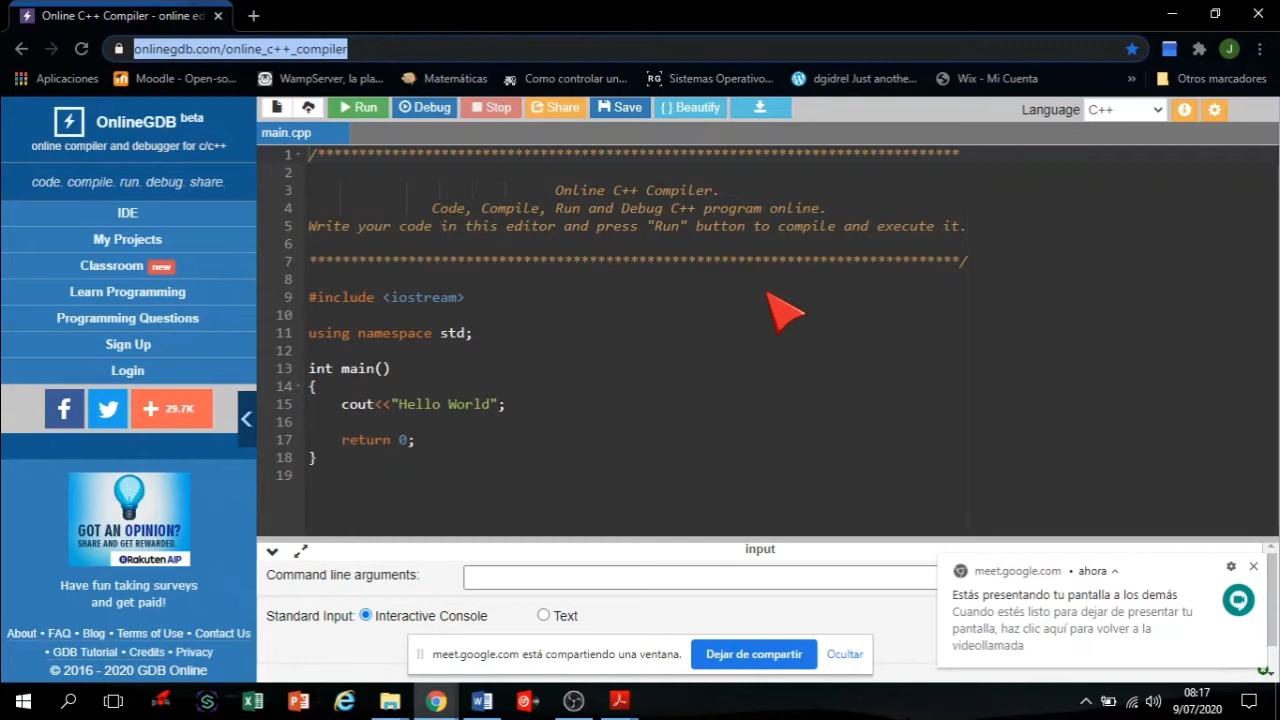 Online C++ Compiler - online ed
onlinegdb.com/online_c++_compiler
J
Aplicaciones
Moodle - Open-so...
WampServer, la pla...
Matemáticas
Como controlar un...
RG
Sistemas Operativo...
dgidrel Just anothe...
Wix - Mi Cuenta
»
Otros marcadores
OnlineGDB beta
online compiler and debugger for c/c++
code. compile. run. debug. share.
IDE
My Projects
Classroom new
Learn Programming
Programming Questions
Sign Up
Login
+ 29.7K
GOT AN OPINION?
SHARE AND GET REWARDED.
Rakuten AIP
Have fun taking surveys
and get paid!
About • FAQ • Blog • Terms of Use • Contact Us
• GDB Tutorial • Credits • Privacy
© 2016 - 2020 GDB Online
Run
Debug
Stop
Share
Save
{ } Beautify
Language C++
main.cpp
1 /******************************************************************************
2
3 Online C++ Compiler.
4 Code, Compile, Run and Debug C++ program online.
5 Write your code in this editor and press "Run" button to compile and execute it.
6
7 *******************************************************************************/
8
9 #include <iostream>
10
11 using namespace std;
12
13 int main()
14 {
15 cout<<"Hello World";
16
17 return 0;
18 }
19
input
Command line arguments:
Standard Input: Interactive Console Text
meet.google.com está compartiendo una ventana. Dejar de compartir Ocultar
meet.google.com • ahora
Estás presentando tu pantalla a los demás
Cuando estés listo para dejar de presentar tu
pantalla, haz clic aquí para volver a la
videollamada
08:17
9/07/2020